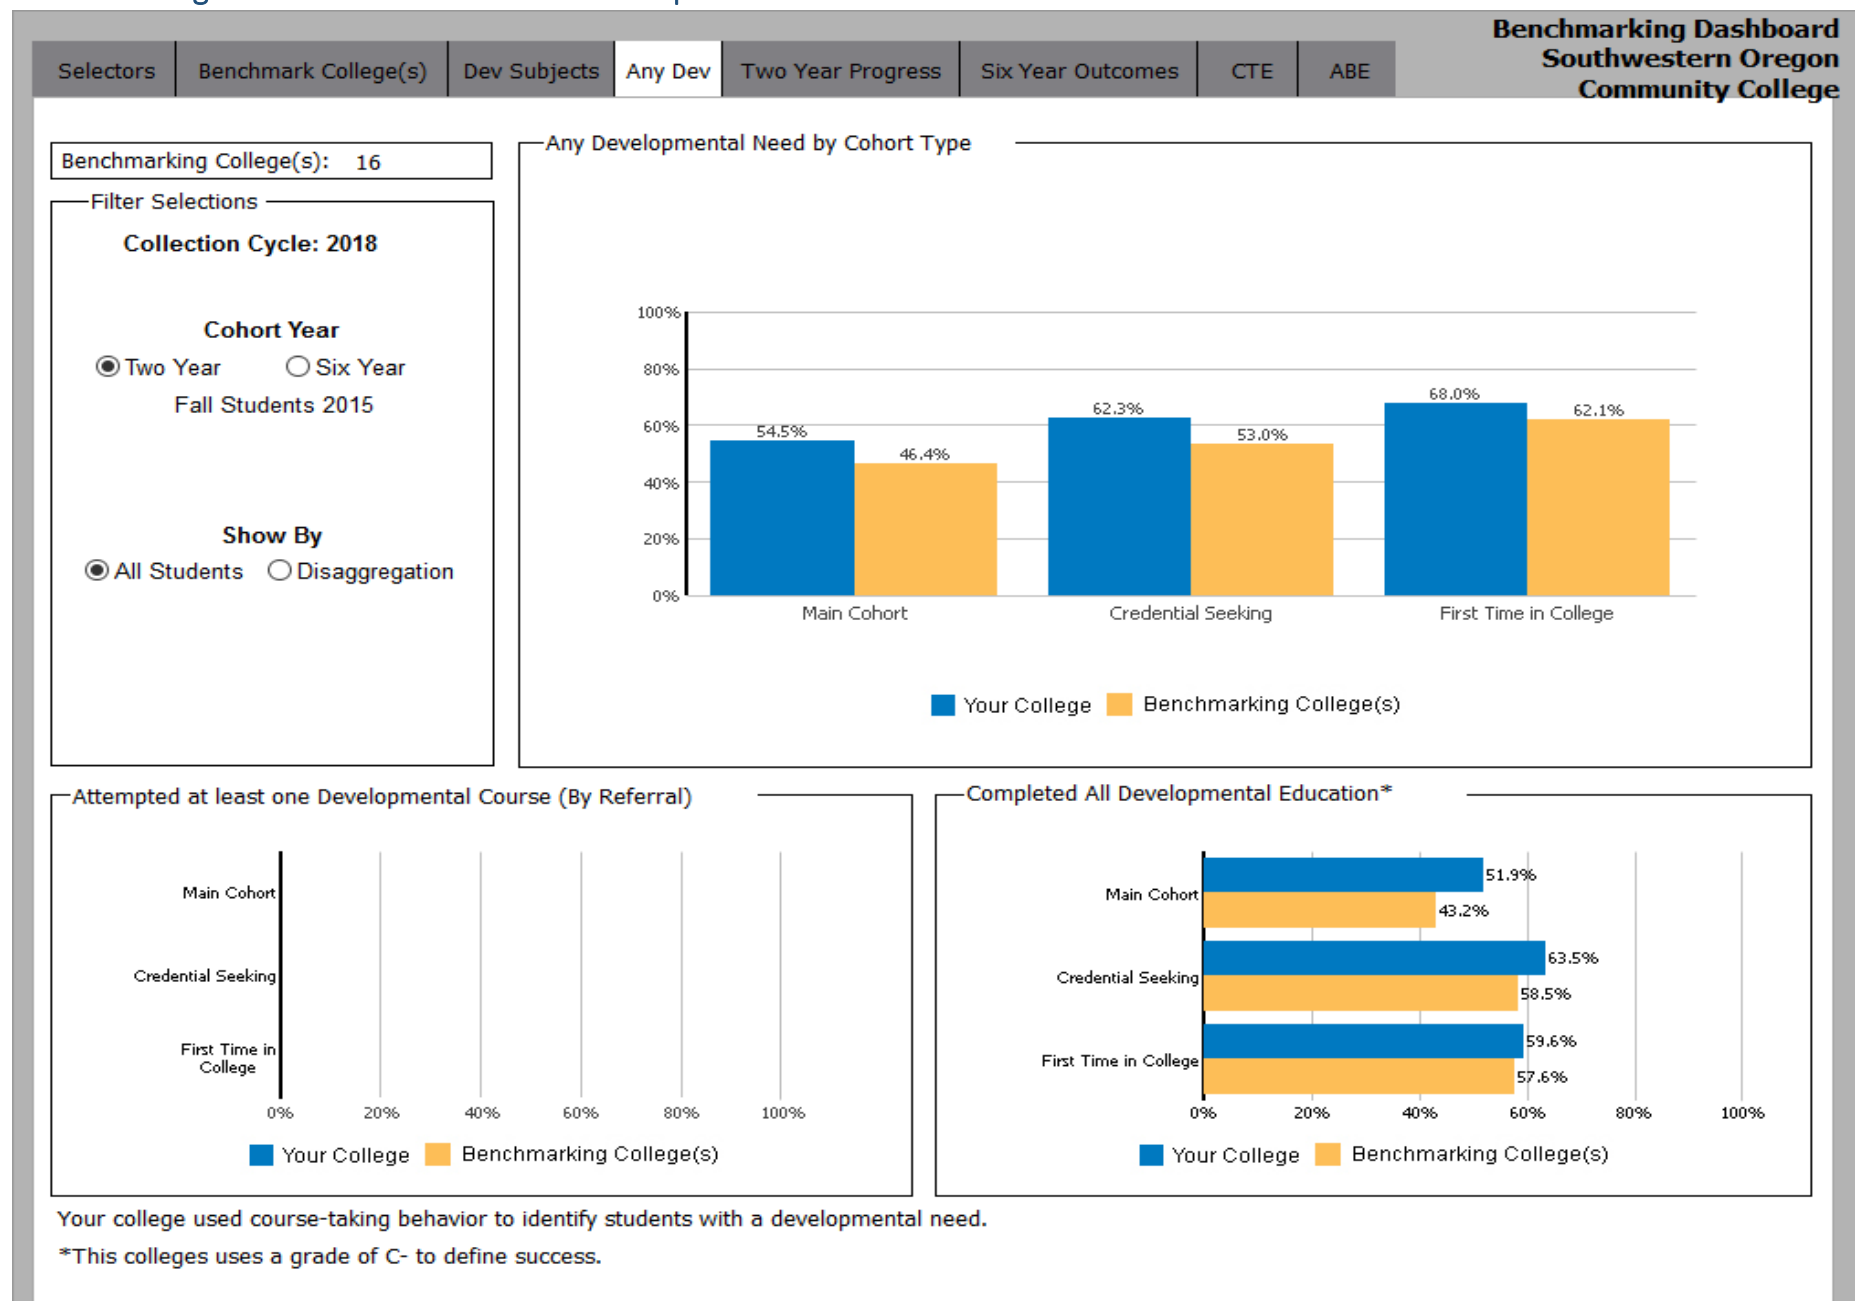 Benchmarking Dashboard
Southwestern Oregon
Community College
Selectors
Benchmark College(s)
Dev Subjects
Any Dev
Two Year Progress
Six Year Outcomes
CTE
ABE
Benchmarking College(s): 16
Filter Selections
Collection Cycle: 2018
Cohort Year
Two Year
Six Year
Fall Students 2015
Show By
All Students
Disaggregation
Any Developmental Need by Cohort Type
100%
80%
60%
40%
20%
0%
54.5%
46.4%
62.3%
53.0%
68.0%
62.1%
Main Cohort
Credential Seeking
First Time in College
Your College
Benchmarking College(s)
Attempted at least one Developmental Course (By Referral)
Main Cohort
Credential Seeking
First Time in
College
0%
20%
40%
60%
80%
100%
Your College
Benchmarking College(s)
Completed All Developmental Education*
Main Cohort
51.9%
43.2%
Credential Seeking
63.5%
58.5%
First Time in College
59.6%
57.6%
0%
20%
40%
60%
80%
100%
Your College
Benchmarking College(s)
Your college used course-taking behavior to identify students with a developmental need.
*This colleges uses a grade of C- to define success.